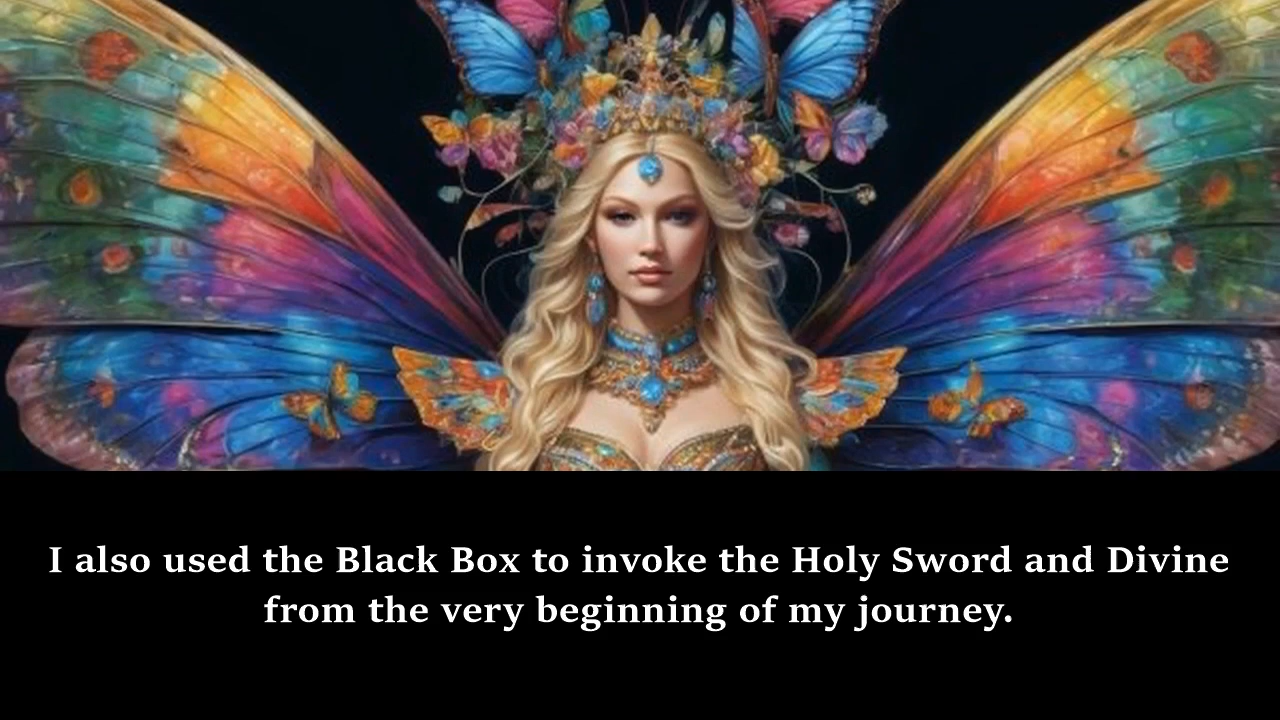 I also used the Black Box to invoke the Holy Sword and Divine
from the very beginning of my journey.